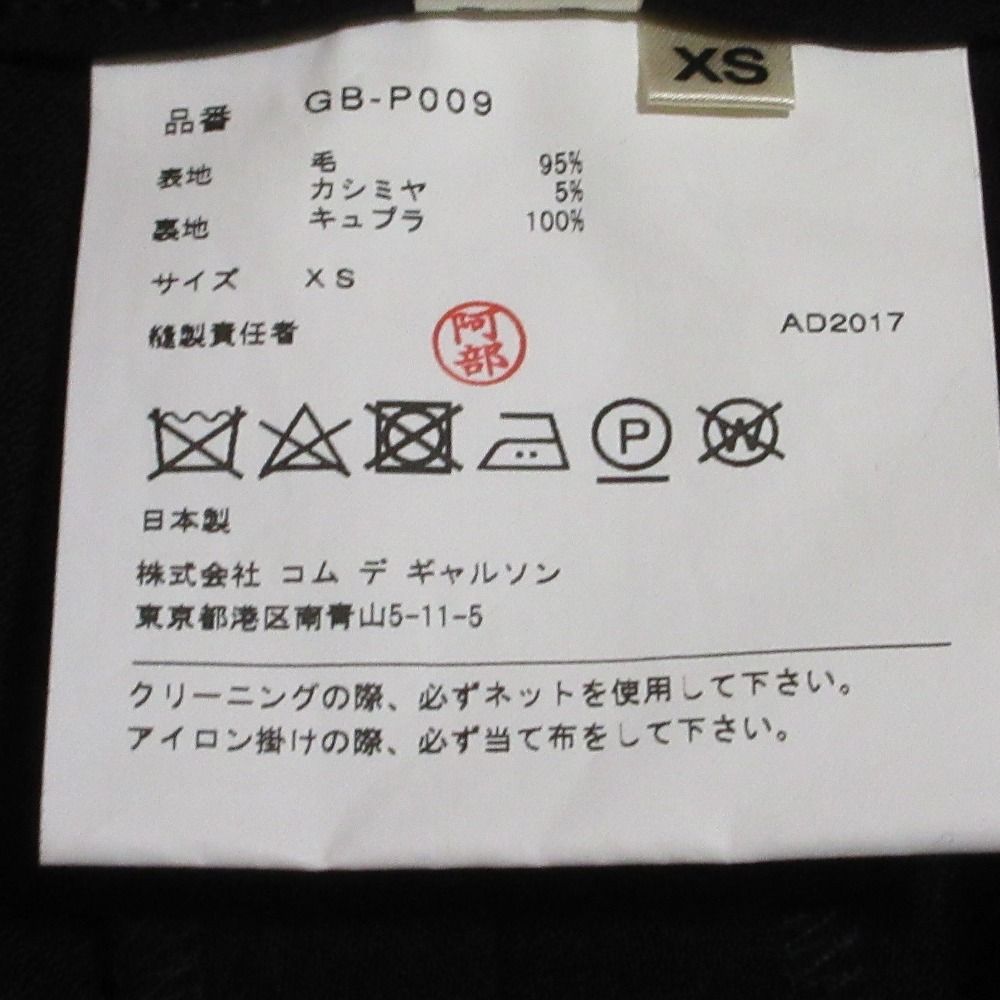 XS
品番 GB-P009
表地 毛 95%
カシミヤ 5%
裏地 キュプラ 100%
サイズ XS
縫製責任者 阿部 AD2017
P W
日本製
株式会社 コム デ ギャルソン
東京都港区南青山5-11-5
クリーニングの際、必ずネットを使用して下さい。
アイロン掛けの際、必ず当て布をして下さい。